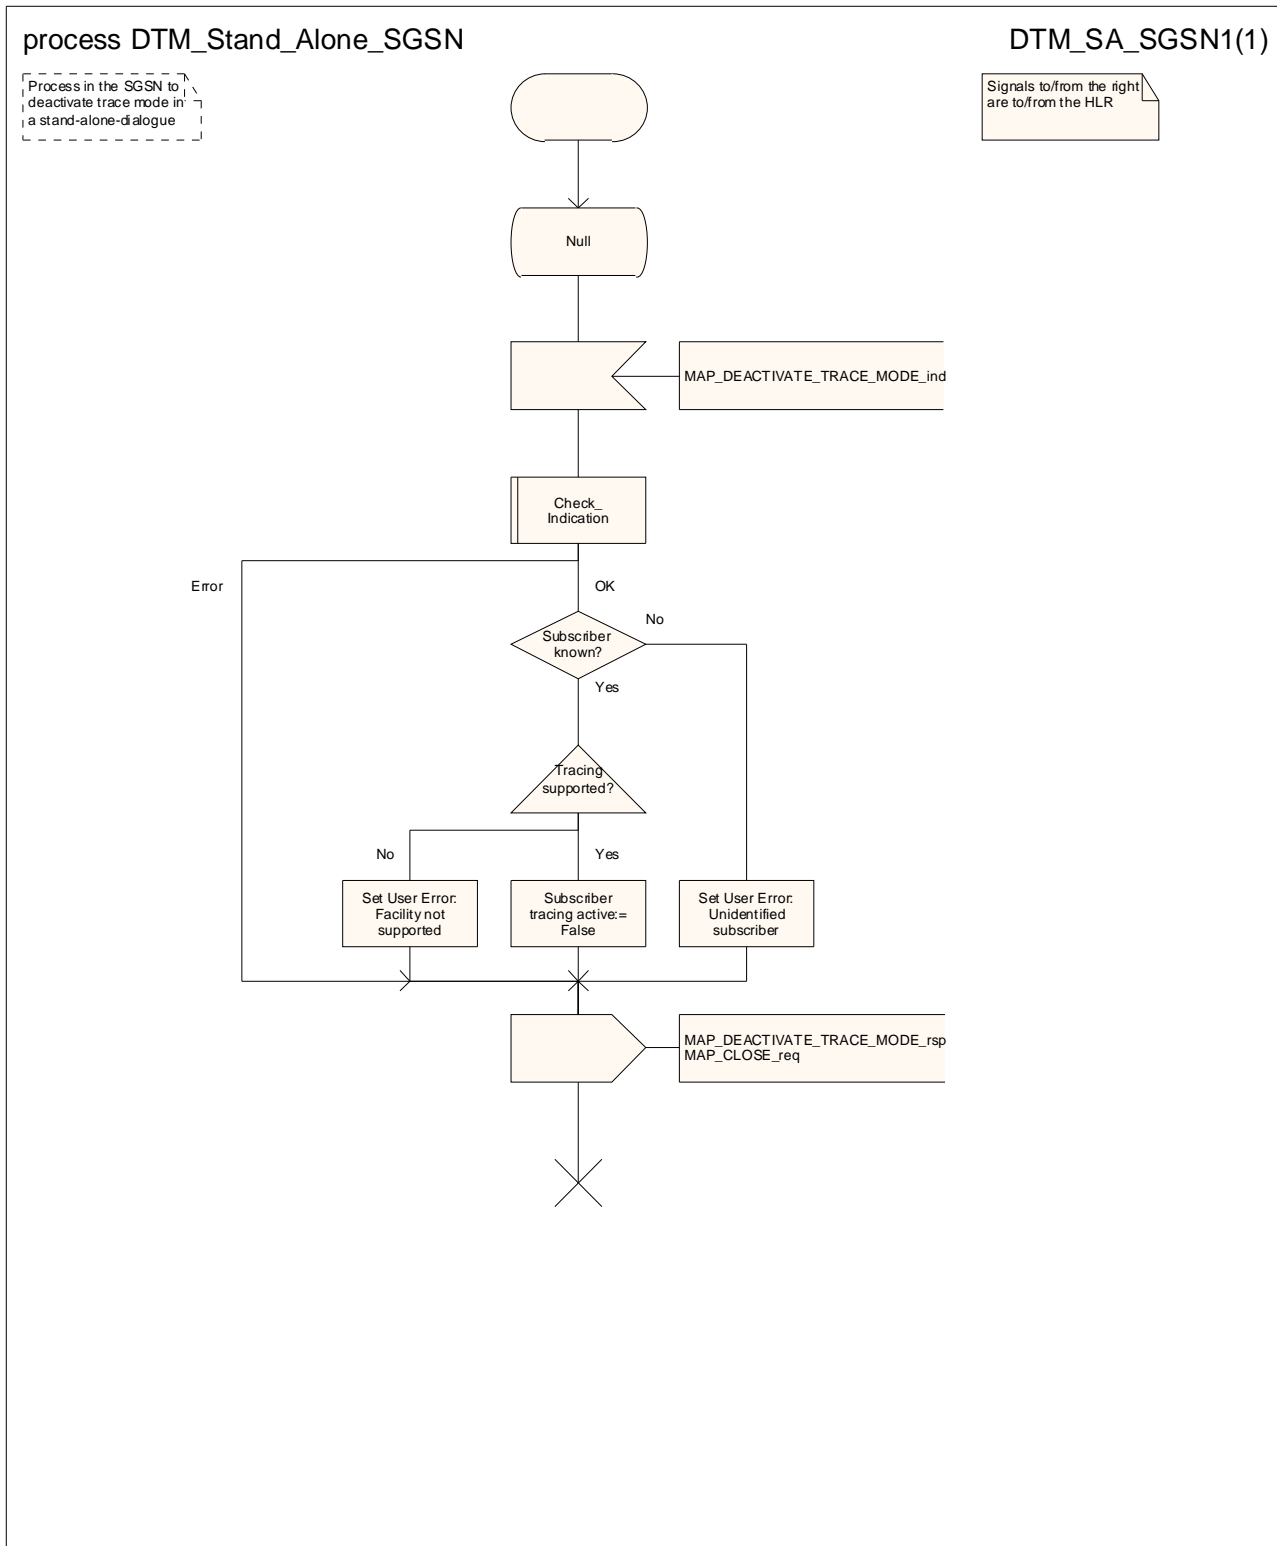 process DTM_Stand_Alone_SGSN
DTM_SA_SGSN1(1)
Process in the SGSN to
deactivate trace mode in
a stand-alone-dialogue
Signals to/from the right
are to/from the HLR
Null
MAP_DEACTIVATE_TRACE_MODE_ind
Check_
Indication
Error
OK
No
Subscriber
known?
Yes
Tracing
supported?
No
Yes
Set User Error:
Facility not
supported
Subscriber
tracing active:=
False
Set User Error:
Unidentified
subscriber
MAP_DEACTIVATE_TRACE_MODE_rsp
MAP_CLOSE_req